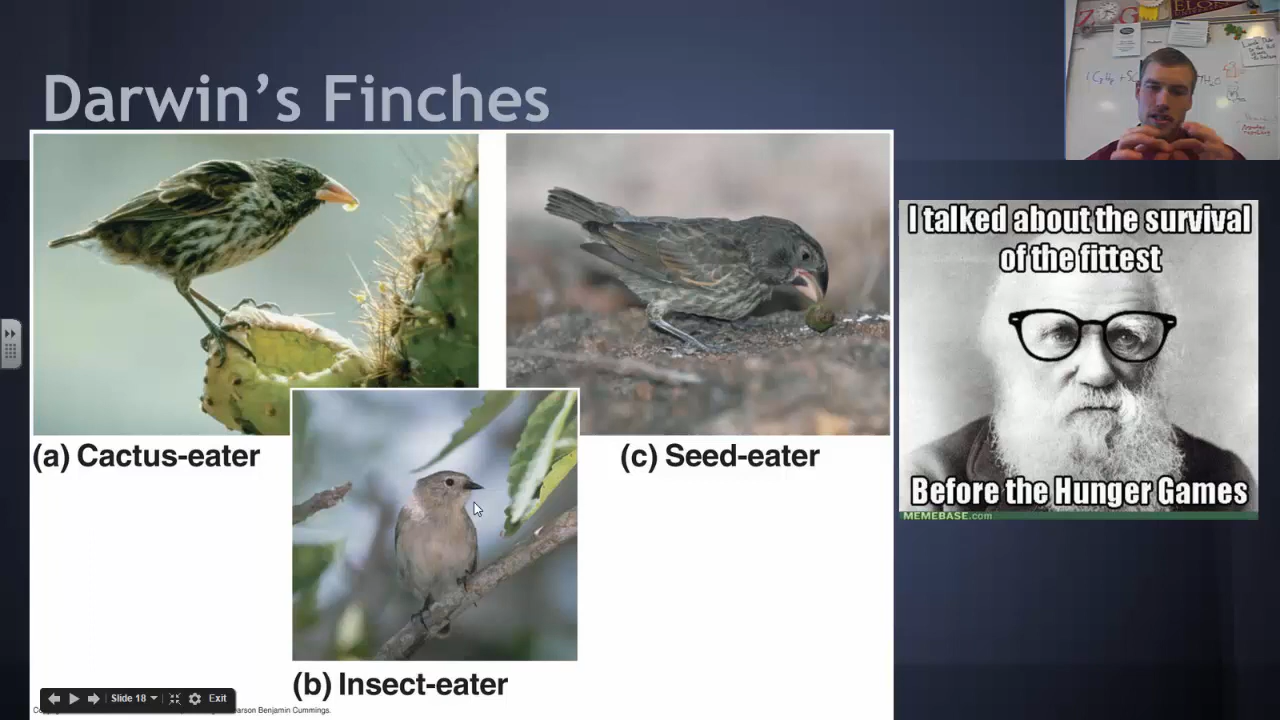 Darwin's Finches
(a) Cactus-eater
(c) Seed-eater
(b) Insect-eater
I talked about the survival
of the fittest
Before the Hunger Games
MEMEBASE.com
Slide 18
Exit
Pearson Benjamin Cummings.